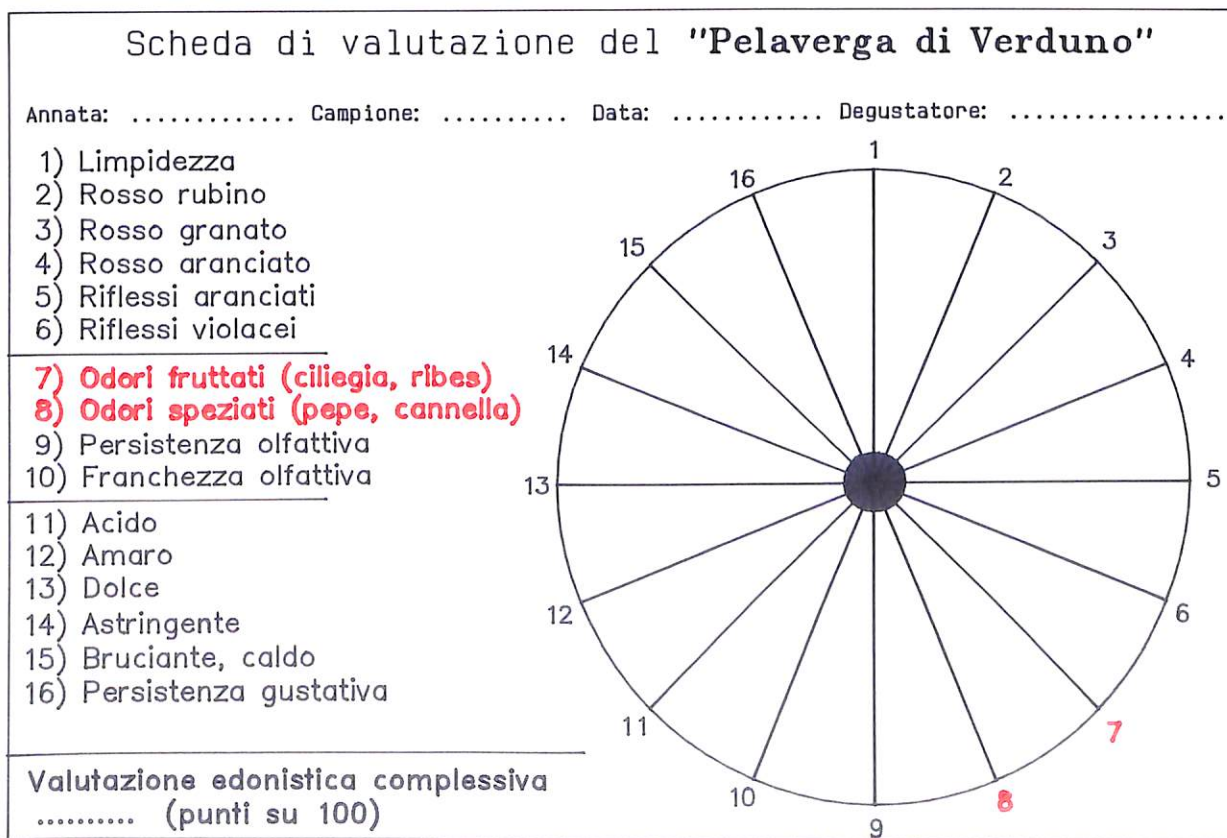 Scheda di valutazione del "Pelaverga di Verduno"
Annata: ............. Campione: .......... Data: ............ Degustatore: ..................
1) Limpidezza
2) Rosso rubino
3) Rosso granato
4) Rosso aranciato
5) Riflessi aranciati
6) Riflessi violacei
7) Odori fruttati (ciliegia, ribes)
8) Odori speziati (pepe, cannella)
9) Persistenza olfattiva
10) Franchezza olfattiva
11) Acido
12) Amaro
13) Dolce
14) Astringente
15) Bruciante, caldo
16) Persistenza gustativa
Valutazione edonistica complessiva
.......... (punti su 100)
1
2
3
4
5
6
7
8
9
10
11
12
13
14
15
16